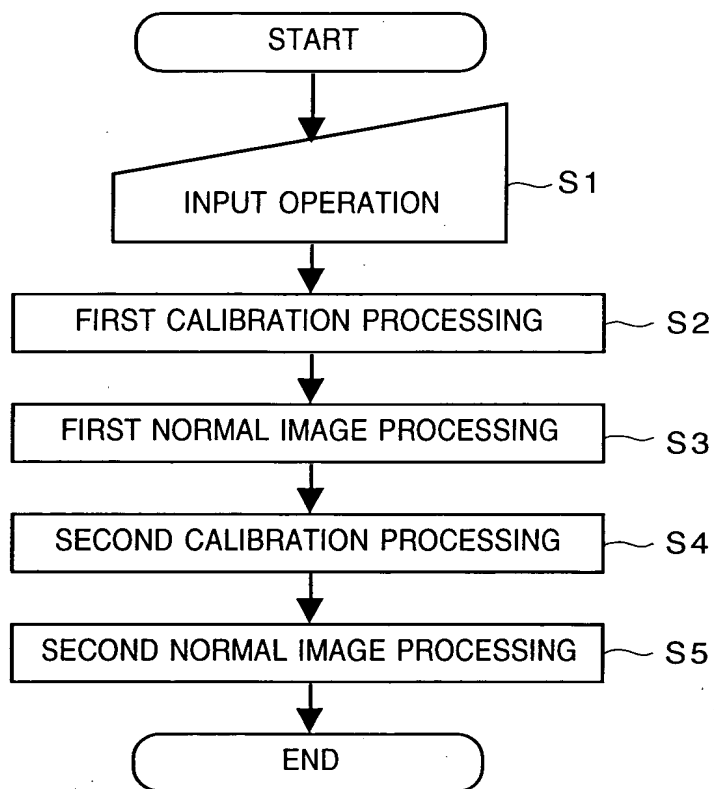 START
INPUT OPERATION
S1
FIRST CALIBRATION PROCESSING
S2
FIRST NORMAL IMAGE PROCESSING
S3
SECOND CALIBRATION PROCESSING
S4
SECOND NORMAL IMAGE PROCESSING
S5
END